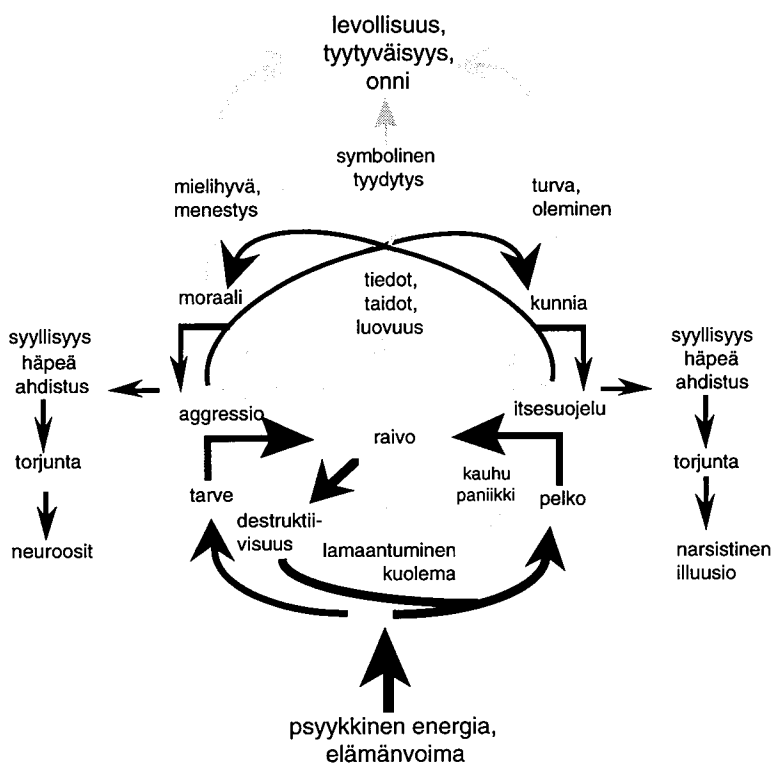 levollisuus,
tyytyväisyys,
onni
symbolinen
tyydytys
mielihyvä,
menestys
turva,
oleminen
moraali
tiedot,
taidot,
luovuus
kunnia
syyllisyys
häpeä
ahdistus
syyllisyys
häpeä
ahdistus
aggressio
itsesuojelu
raivo
torjunta
kauhu
paniikki
torjunta
tarve
pelko
destruktii-
visuus
neuroosit
lamaantuminen
kuolema
narsistinen
illuusio
psyykkinen energia,
elämänvoima